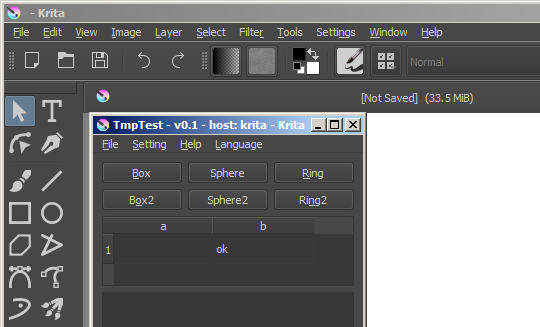 - Krita
File Edit View Image Layer Select Filter Tools Settings Window Help
Normal
[Not Saved] (33.5 MiB)
TmpTest - v0.1 - host: krita - Krita
File Setting Help Language
Box Sphere Ring
Box2 Sphere2 Ring2
a b
1 ok